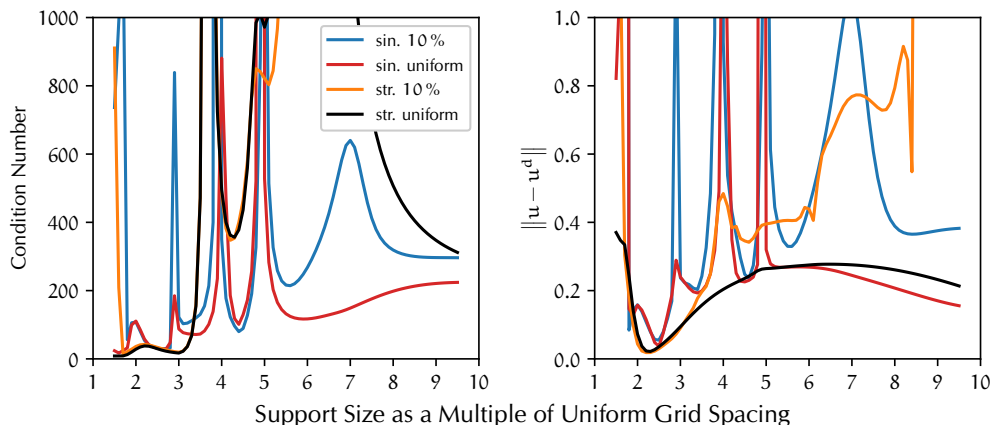 Condition Number
1000
800
600
400
200
0
1 2 3 4 5 6 7 8 9 10
sin. 10 %
sin. uniform
str. 10 %
str. uniform
‖u − uᵖ‖
1.0
0.8
0.6
0.4
0.2
0.0
1 2 3 4 5 6 7 8 9 10
Support Size as a Multiple of Uniform Grid Spacing